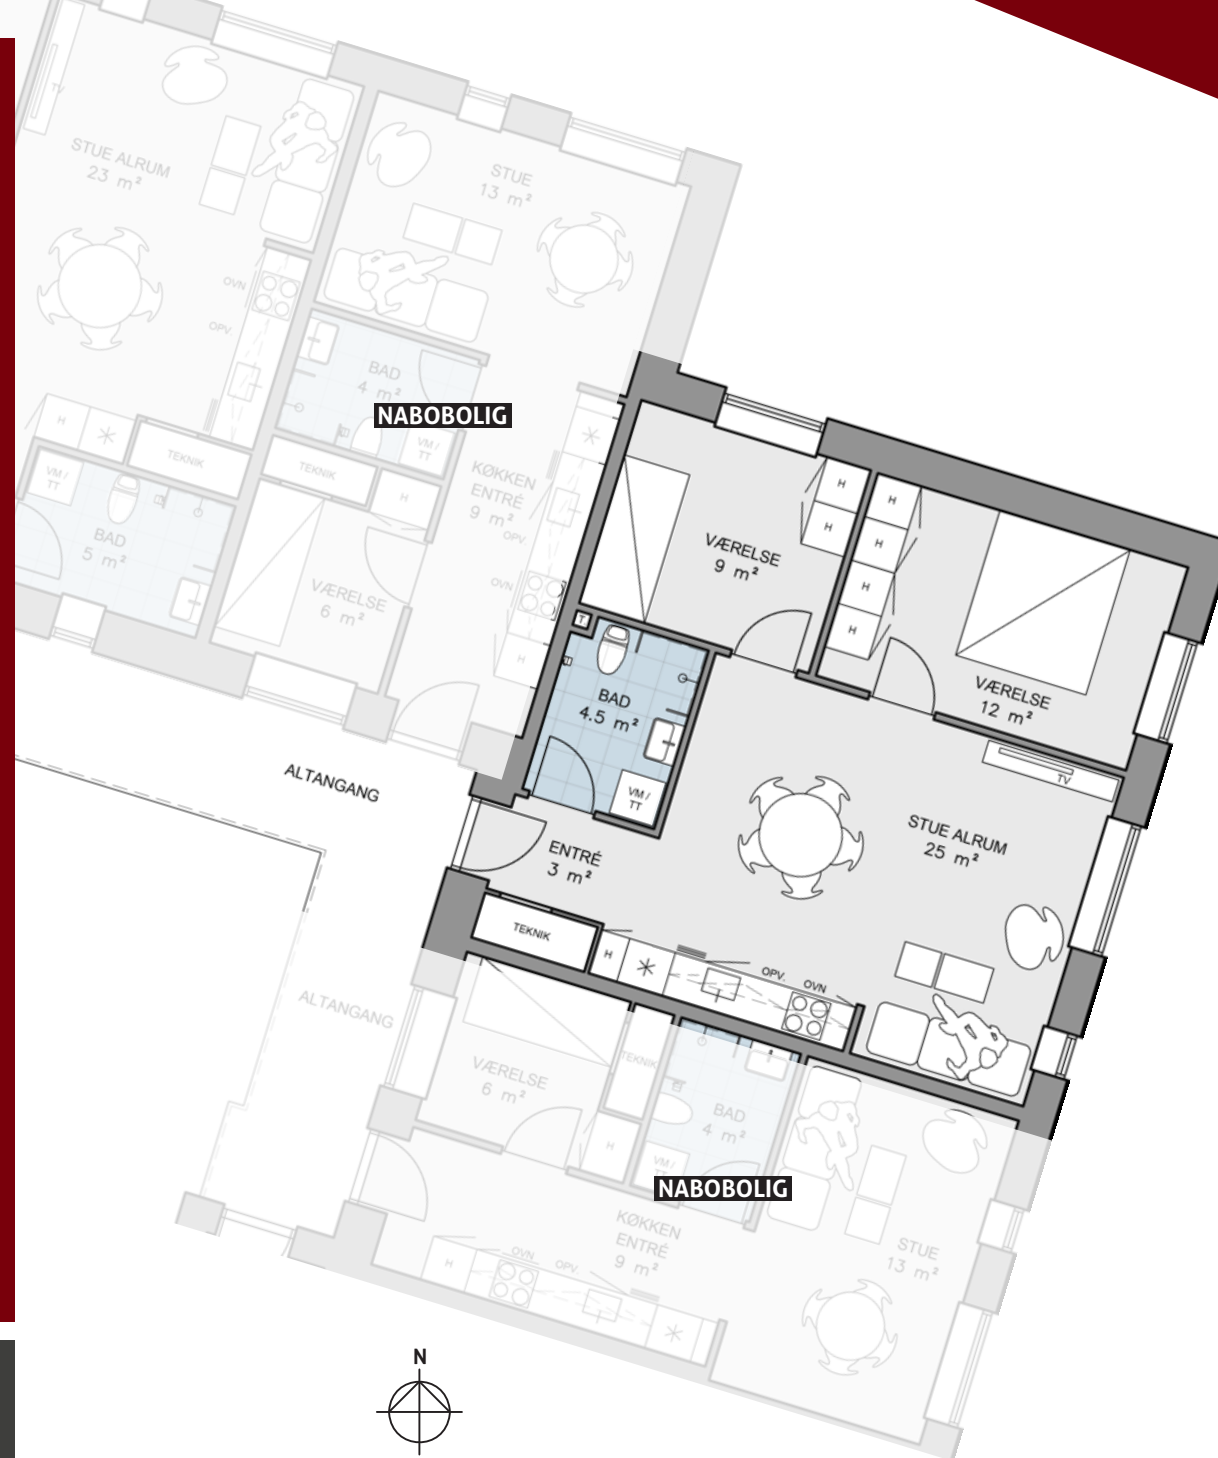 TV
STUE ALRUM
23 m²
STUE
13 m²
OVN
OPV.
BAD
4 m²
NABOBOLIG
VM /
TT
H
TEKNIK
TEKNIK
H
VM /
TT
BAD
5 m²
KØKKEN
ENTRÉ
9 m²
OPV.
OVN
H
VÆRELSE
6 m²
VÆRELSE
9 m²
H
H
H
H
H
H
VÆRELSE
12 m²
T
BAD
4.5 m²
VM /
TT
TV
ALTANGANG
ENTRÉ
3 m²
STUE ALRUM
25 m²
TEKNIK
H
OPV.
OVN
ALTANGANG
VÆRELSE
6 m²
TEKNIK
BAD
4 m²
H
VM /
TT
NABOBOLIG
KØKKEN
ENTRÉ
9 m²
STUE
13 m²
H
OVN
OPV.
N